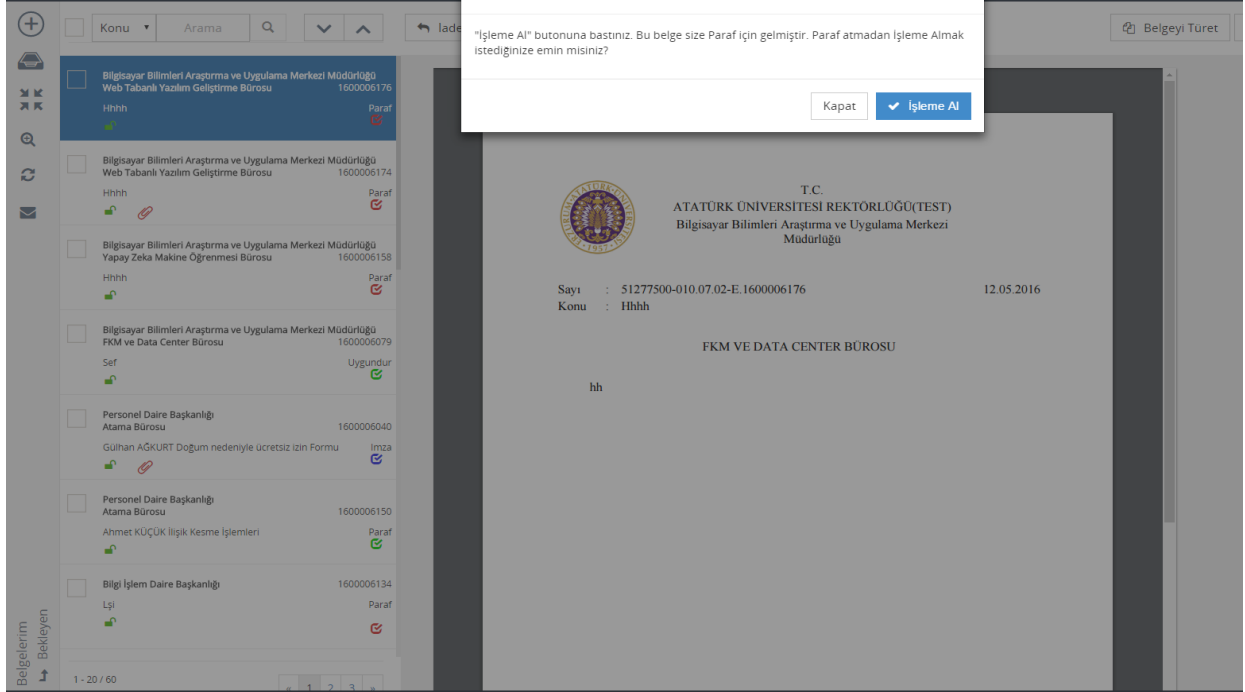 Konu
Arama
İade
Belgeyi Türet
"İşleme Al" butonuna bastınız. Bu belge size Paraf için gelmiştir. Paraf atmadan İşleme Almak
istediğinize emin misiniz?
Kapat
İşleme Al
Bilgisayar Bilimleri Araştırma ve Uygulama Merkezi Müdürlüğü
Web Tabanlı Yazılım Geliştirme Bürosu 1600006176
Hhhh Paraf
Bilgisayar Bilimleri Araştırma ve Uygulama Merkezi Müdürlüğü
Web Tabanlı Yazılım Geliştirme Bürosu 1600006174
Hhhh Paraf
Bilgisayar Bilimleri Araştırma ve Uygulama Merkezi Müdürlüğü
Yapay Zeka Makine Öğrenmesi Bürosu 1600006158
Hhhh Paraf
Bilgisayar Bilimleri Araştırma ve Uygulama Merkezi Müdürlüğü
FKM ve Data Center Bürosu 1600006079
Sef Uygundur
Personel Daire Başkanlığı
Atama Bürosu 1600006040
Gülhan AĞKURT Doğum nedeniyle ücretsiz izin Formu Imza
Personel Daire Başkanlığı
Atama Bürosu 1600006150
Ahmet KÜÇÜK İlişik Kesme İşlemleri Paraf
Bilgi İşlem Daire Başkanlığı 1600006134
Lşi Paraf
1 - 20 / 60
« 1 2 3 »
Belgelerim
Bekleyen
T.C.
ATATÜRK ÜNİVERSİTESİ REKTÖRLÜĞÜ(TEST)
Bilgisayar Bilimleri Araştırma ve Uygulama Merkezi
Müdürlüğü
1957
Sayı : 51277500-010.07.02-E.1600006176 12.05.2016
Konu : Hhhh
FKM VE DATA CENTER BÜROSU
hh